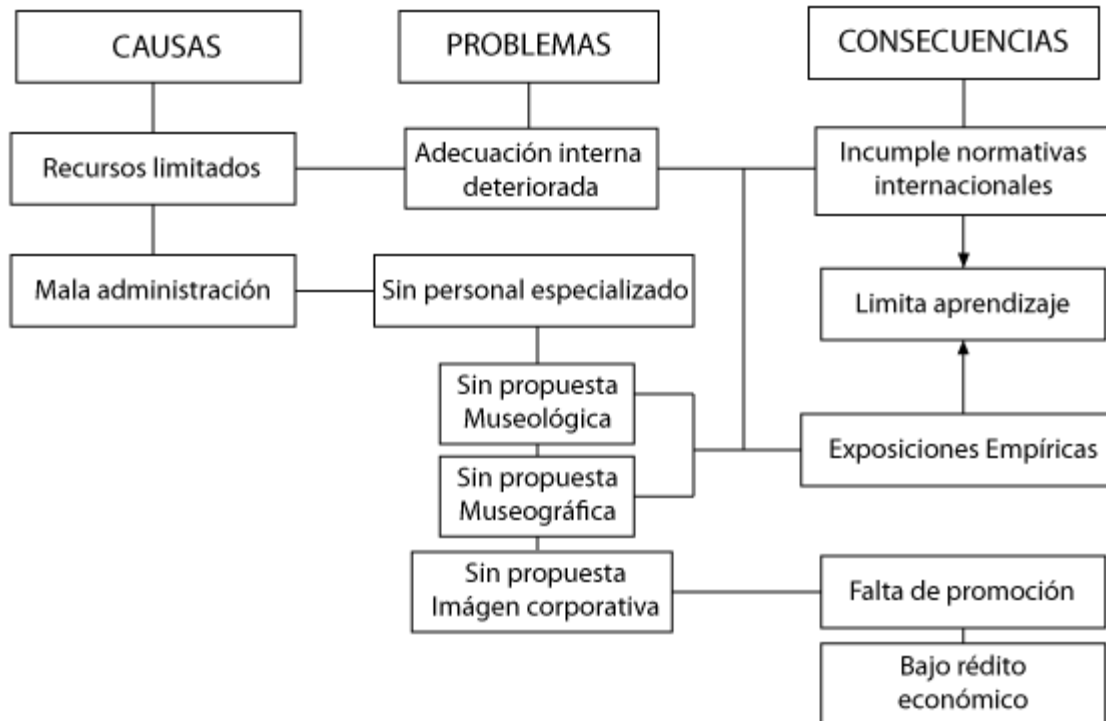 CAUSAS
PROBLEMAS
CONSECUENCIAS
Recursos limitados
Adecuación interna
deteriorada
Incumple normativas
internacionales
Mala administración
Sin personal especializado
Limita aprendizaje
Sin propuesta
Museológica
Exposiciones Empíricas
Sin propuesta
Museográfica
Sin propuesta
Imágen corporativa
Falta de promoción
Bajo rédito
económico